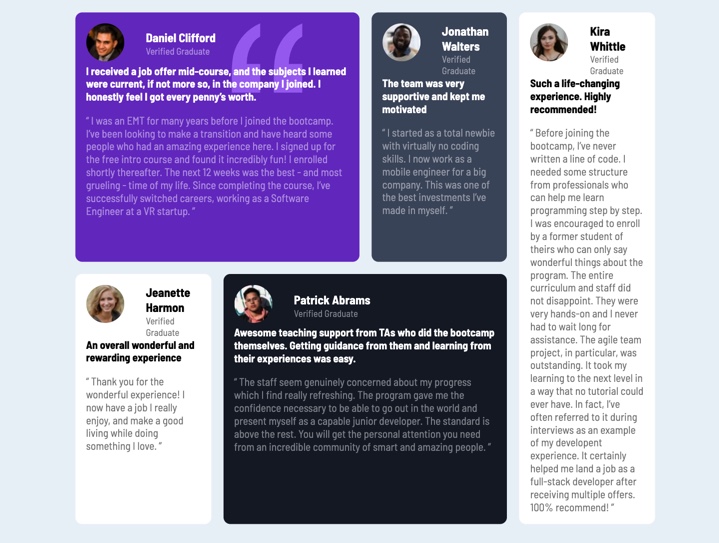 Daniel Clifford
Verified Graduate
I received a job offer mid-course, and the subjects I learned
were current, if not more so, in the company I joined. I
honestly feel I got every penny’s worth.
“ I was an EMT for many years before I joined the bootcamp.
I’ve been looking to make a transition and have heard some
people who had an amazing experience here. I signed up for
the free intro course and found it incredibly fun! I enrolled
shortly thereafter. The next 12 weeks was the best - and most
grueling - time of my life. Since completing the course, I’ve
successfully switched careers, working as a Software
Engineer at a VR startup. ”
Jonathan
Walters
Verified
Graduate
The team was very
supportive and kept me
motivated
“ I started as a total newbie
with virtually no coding
skills. I now work as a
mobile engineer for a big
company. This was one of
the best investments I’ve
made in myself. ”
Kira
Whittle
Verified
Graduate
Such a life-changing
experience. Highly
recommended!
“ Before joining the
bootcamp, I’ve never
written a line of code. I
needed some structure
from professionals who
can help me learn
programming step by step.
I was encouraged to enroll
by a former student of
theirs who can only say
wonderful things about the
program. The entire
curriculum and staff did
not disappoint. They were
very hands-on and I never
had to wait long for
assistance. The agile team
project, in particular, was
outstanding. It took my
learning to the next level in
a way that no tutorial could
ever have. In fact, I’ve
often referred to it during
interviews as an example
of my developent
experience. It certainly
helped me land a job as a
full-stack developer after
receiving multiple offers.
100% recommend! ”
Jeanette
Harmon
Verified
Graduate
An overall wonderful and
rewarding experience
“ Thank you for the
wonderful experience! I
now have a job I really
enjoy, and make a good
living while doing
something I love. ”
Patrick Abrams
Verified Graduate
Awesome teaching support from TAs who did the bootcamp
themselves. Getting guidance from them and learning from
their experiences was easy.
“ The staff seem genuinely concerned about my progress
which I find really refreshing. The program gave me the
confidence necessary to be able to go out in the world and
present myself as a capable junior developer. The standard is
above the rest. You will get the personal attention you need
from an incredible community of smart and amazing people. ”